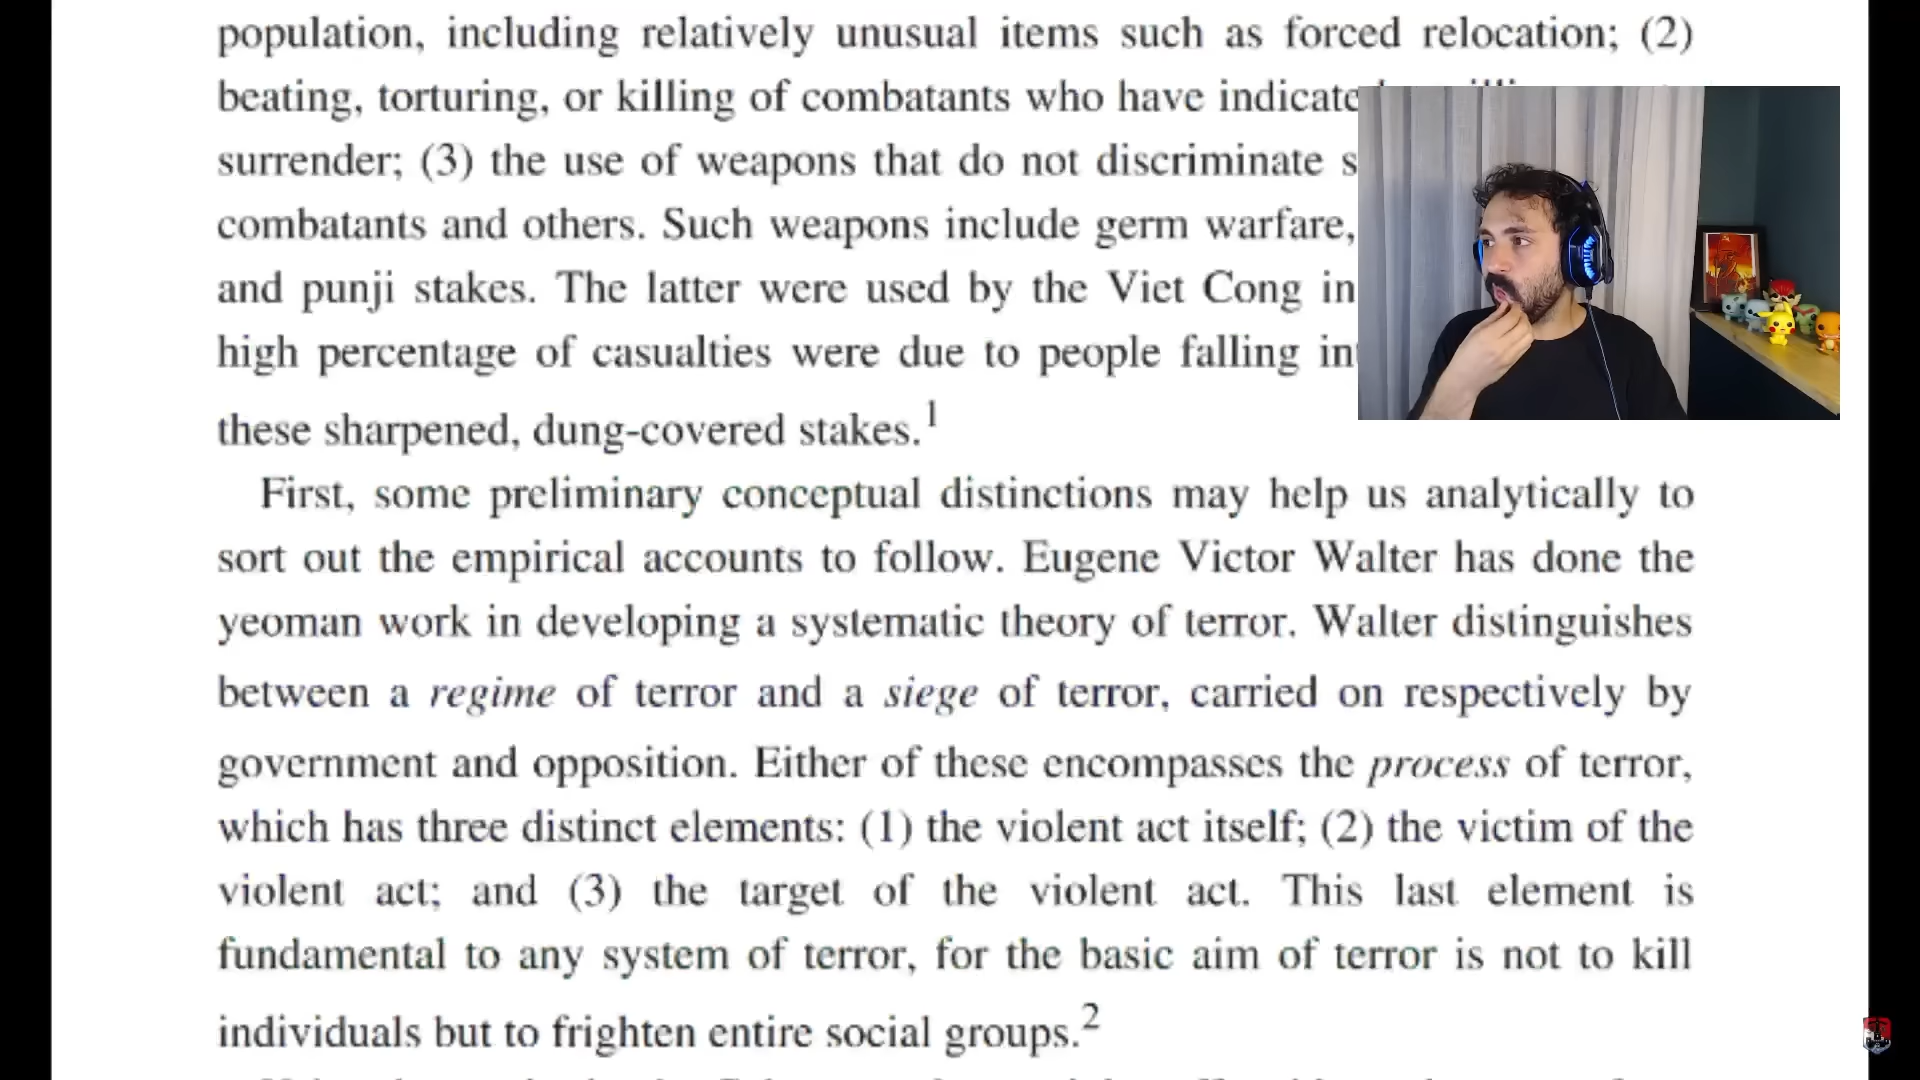 population, including relatively unusual items such as forced relocation; (2)
beating, torturing, or killing of combatants who have indicate
surrender; (3) the use of weapons that do not discriminate s
combatants and others. Such weapons include germ warfare,
and punji stakes. The latter were used by the Viet Cong in
high percentage of casualties were due to people falling in
these sharpened, dung-covered stakes.1
First, some preliminary conceptual distinctions may help us analytically to
sort out the empirical accounts to follow. Eugene Victor Walter has done the
yeoman work in developing a systematic theory of terror. Walter distinguishes
between a regime of terror and a siege of terror, carried on respectively by
government and opposition. Either of these encompasses the process of terror,
which has three distinct elements: (1) the violent act itself; (2) the victim of the
violent act; and (3) the target of the violent act. This last element is
fundamental to any system of terror, for the basic aim of terror is not to kill
individuals but to frighten entire social groups.2